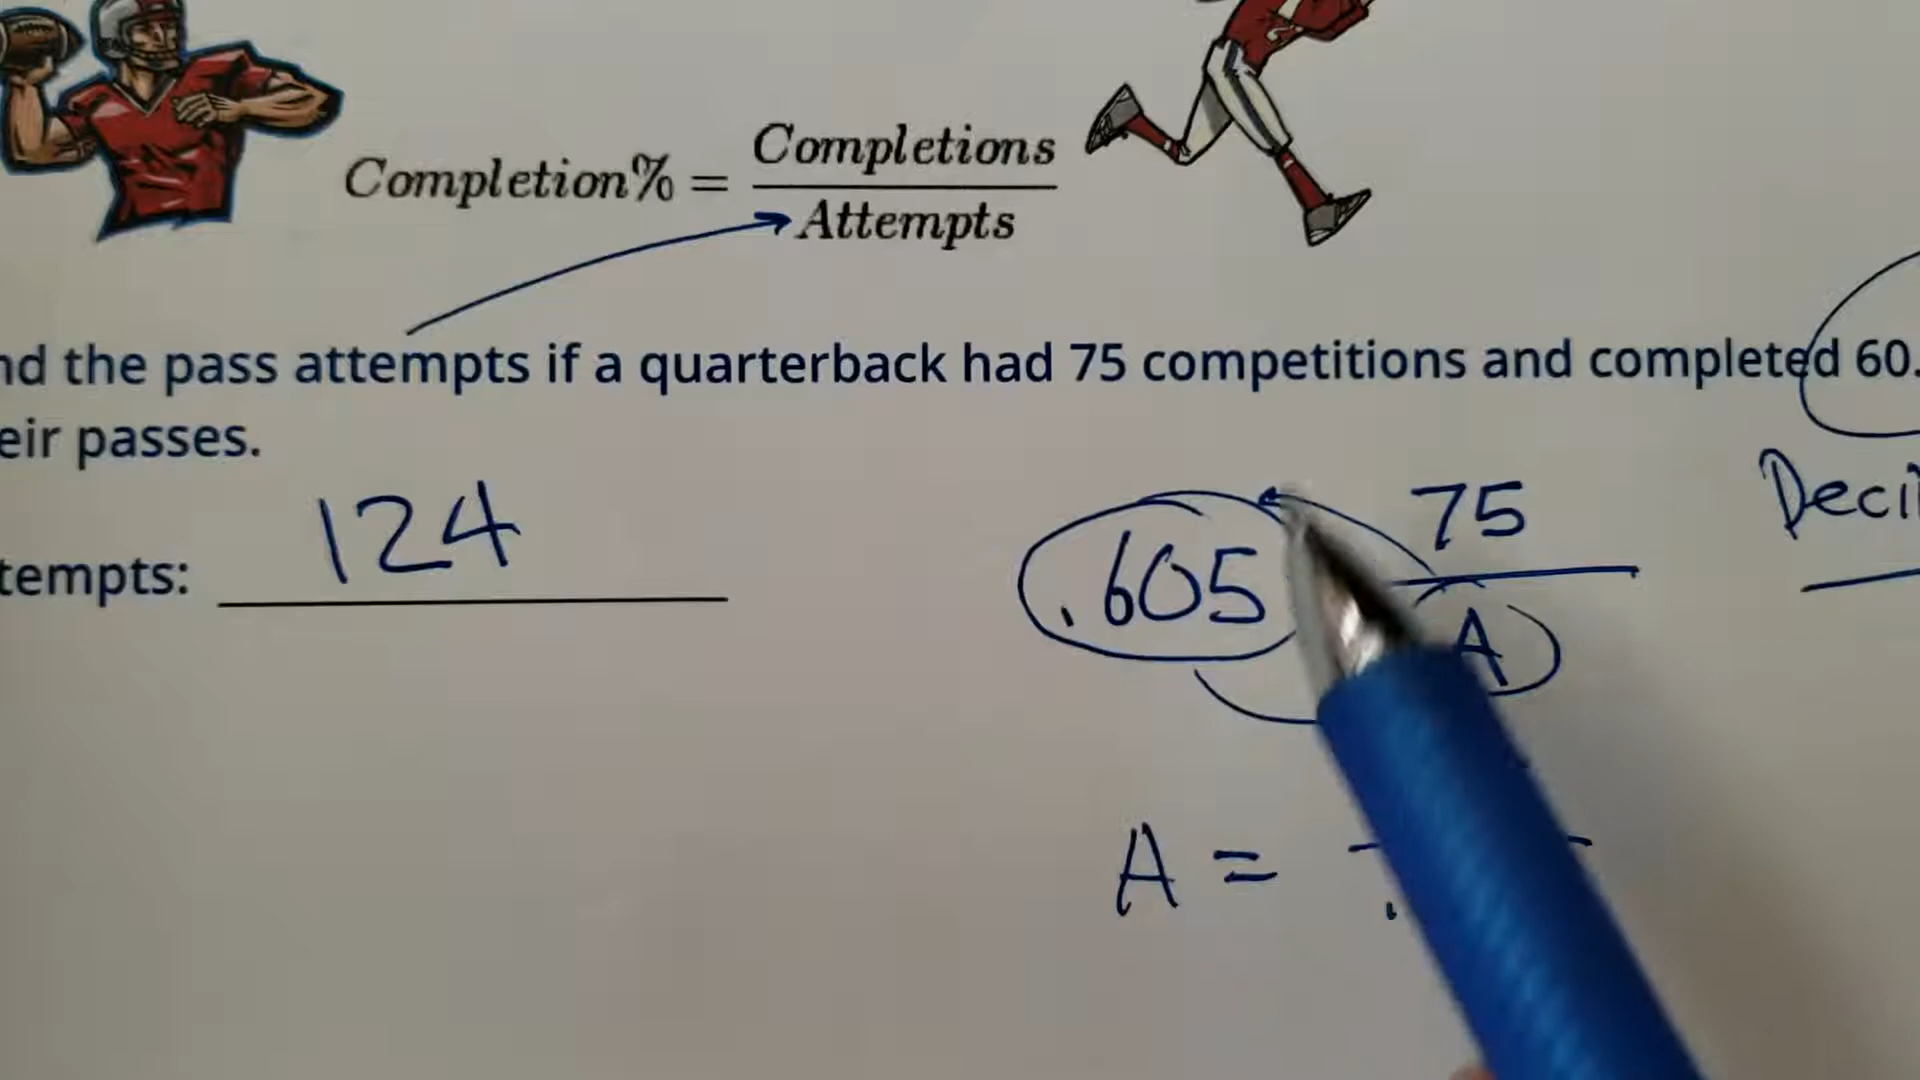 Completion% = Completions
Attempts
nd the pass attempts if a quarterback had 75 competitions and completed 60.
eir passes.
124
tempts:
.605
75
A
Deci
A =